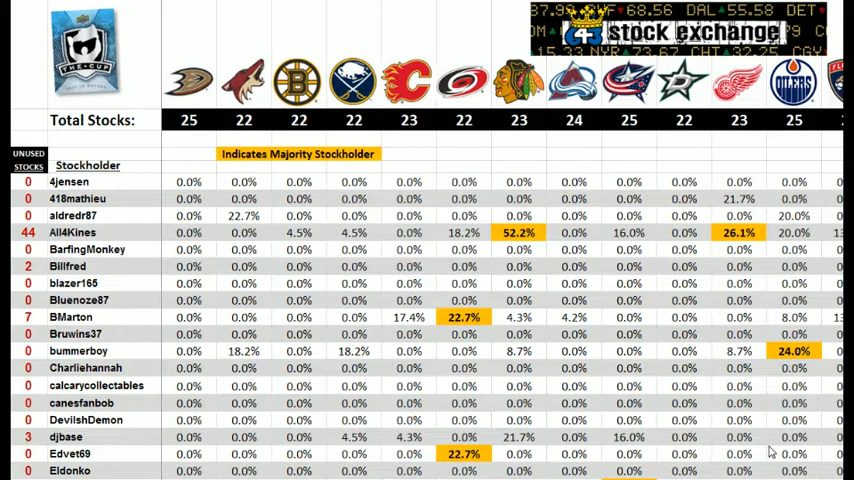 37.99 68.56 DAL 55.58 DET
43 stock exchange
15.33 NYR 73.67 CHT 32.25 CGY
UPPER DECK
THE CUP
OILERS
Total Stocks: 25 22 22 22 23 22 23 24 25 22 23 25
UNUSED STOCKS Stockholder Indicates Majority Stockholder
0 4jensen 0.0% 0.0% 0.0% 0.0% 0.0% 0.0% 0.0% 0.0% 0.0% 0.0% 0.0% 0.0%
0 418mathieu 0.0% 0.0% 0.0% 0.0% 0.0% 0.0% 0.0% 0.0% 0.0% 0.0% 21.7% 0.0%
0 aldredr87 0.0% 22.7% 0.0% 0.0% 0.0% 0.0% 0.0% 0.0% 0.0% 0.0% 0.0% 20.0%
44 All4Kines 0.0% 0.0% 4.5% 4.5% 0.0% 18.2% 52.2% 0.0% 16.0% 0.0% 26.1% 20.0% 13
0 BarfingMonkey 0.0% 0.0% 0.0% 0.0% 0.0% 0.0% 0.0% 0.0% 0.0% 0.0% 0.0% 0.0%
2 Billfred 0.0% 0.0% 0.0% 0.0% 0.0% 0.0% 0.0% 0.0% 0.0% 0.0% 0.0% 0.0%
0 blazer165 0.0% 0.0% 0.0% 0.0% 0.0% 0.0% 0.0% 0.0% 0.0% 0.0% 0.0% 0.0%
0 Bluenoze87 0.0% 0.0% 0.0% 0.0% 0.0% 0.0% 0.0% 0.0% 0.0% 0.0% 0.0% 0.0%
7 BMarton 0.0% 0.0% 0.0% 0.0% 17.4% 22.7% 4.3% 4.2% 0.0% 0.0% 0.0% 8.0% 13
0 Bruwins37 0.0% 0.0% 0.0% 0.0% 0.0% 0.0% 0.0% 0.0% 0.0% 0.0% 0.0% 0.0%
0 bummerboy 0.0% 18.2% 0.0% 18.2% 0.0% 0.0% 8.7% 0.0% 0.0% 0.0% 8.7% 24.0%
0 Charliehannah 0.0% 0.0% 0.0% 0.0% 0.0% 0.0% 0.0% 0.0% 0.0% 0.0% 0.0% 0.0%
0 calcarycollectables 0.0% 0.0% 0.0% 0.0% 0.0% 0.0% 0.0% 0.0% 0.0% 0.0% 0.0% 0.0%
0 canesfanbob 0.0% 0.0% 0.0% 0.0% 0.0% 0.0% 0.0% 0.0% 0.0% 0.0% 0.0% 0.0%
0 DevilshDemon 0.0% 0.0% 0.0% 0.0% 0.0% 0.0% 0.0% 0.0% 0.0% 0.0% 0.0% 0.0%
3 djbase 0.0% 0.0% 0.0% 4.5% 4.3% 0.0% 21.7% 0.0% 16.0% 0.0% 0.0% 0.0%
0 Edvet69 0.0% 0.0% 0.0% 0.0% 0.0% 22.7% 0.0% 0.0% 0.0% 0.0% 0.0% 0.0%
0 Eldonko 0.0% 0.0% 0.0% 0.0% 0.0% 0.0% 0.0% 0.0% 0.0% 0.0% 0.0% 0.0%